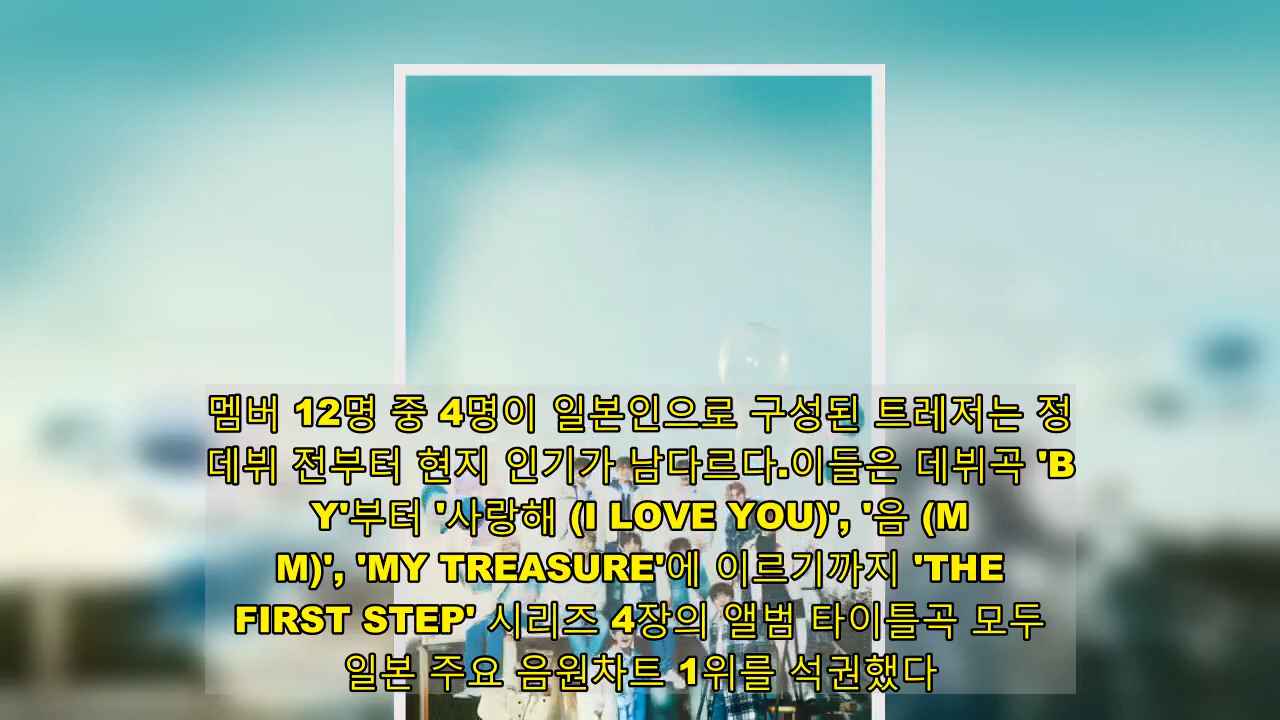 멤버 12명 중 4명이 일본인으로 구성된 트레저는 정
데뷔 전부터 현지 인기가 남다르다.이들은 데뷔곡 'B
Y'부터 '사랑해 (I LOVE YOU)', '음 (M
M)', 'MY TREASURE'에 이르기까지 'THE
FIRST STEP' 시리즈 4장의 앨범 타이틀곡 모두
일본 주요 음원차트 1위를 석권했다